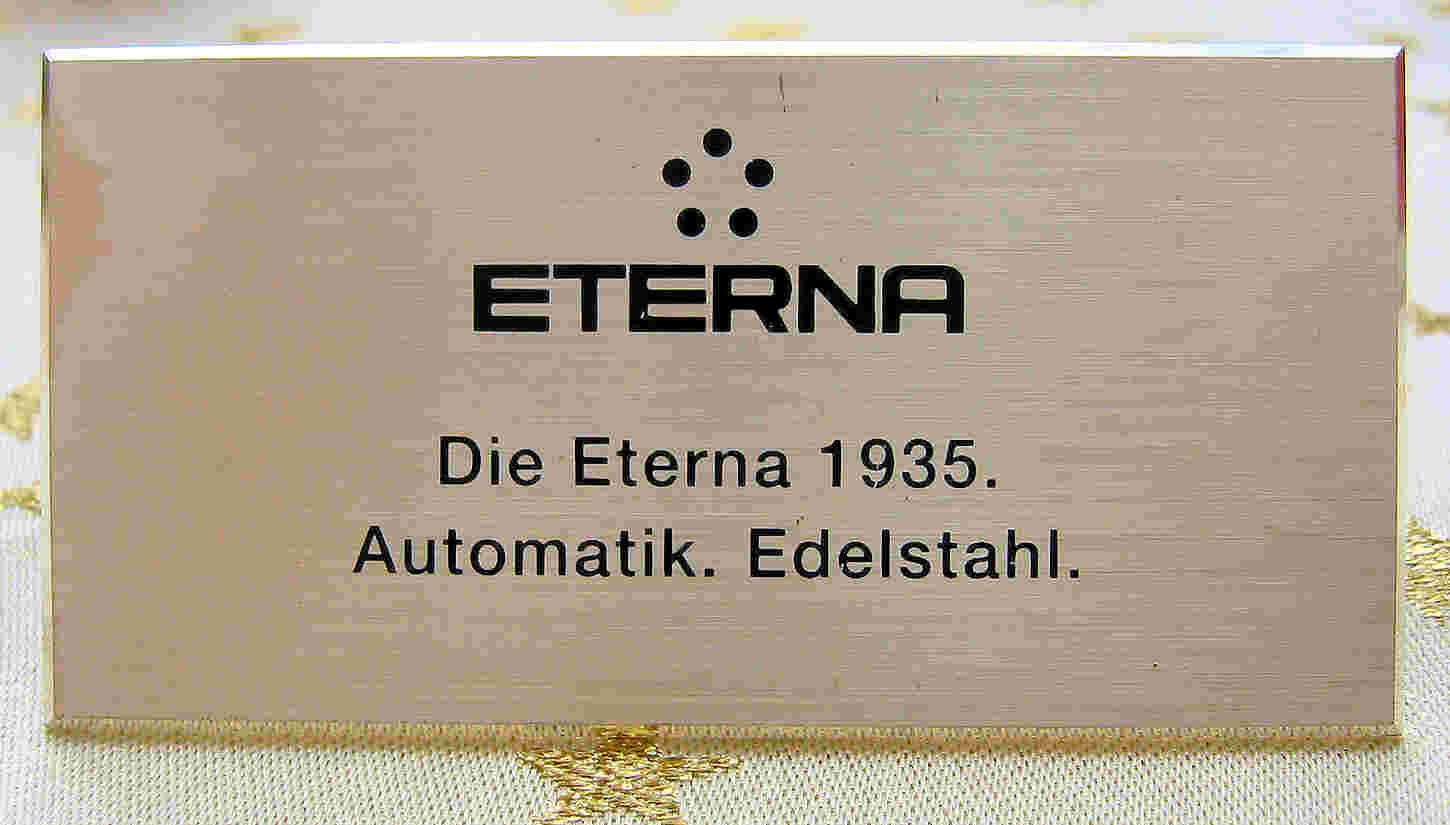 ETERNA
Die Eterna 1935.
Automatik. Edelstahl.